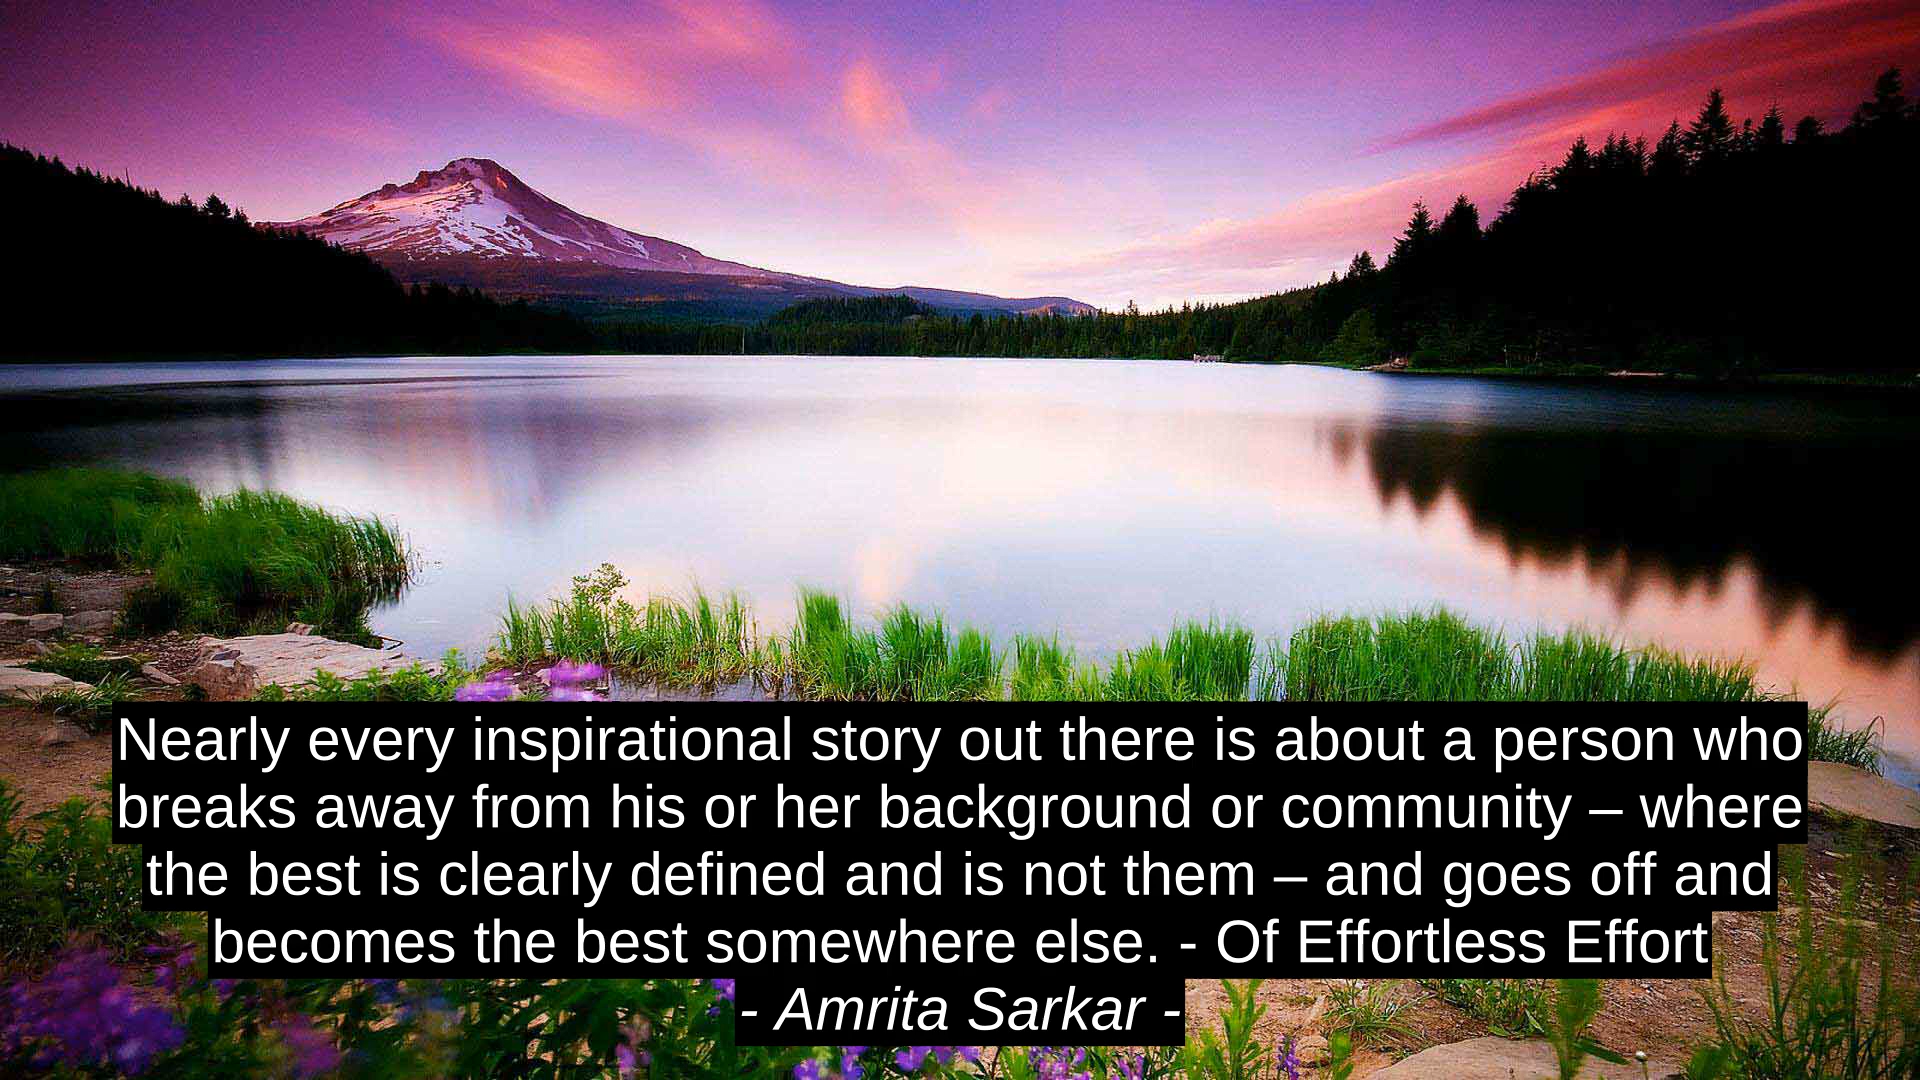 Nearly every inspirational story out there is about a person who
breaks away from his or her background or community – where
the best is clearly defined and is not them – and goes off and
becomes the best somewhere else. - Of Effortless Effort
- Amrita Sarkar -